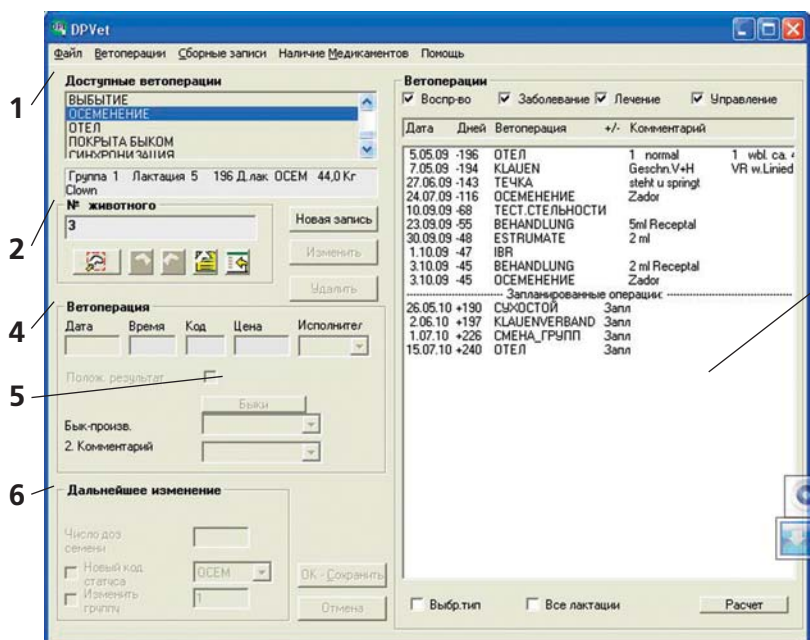 DPVet
Файл Ветоперации Сборные записи Наличие Медикаментов Помощь
1
Доступные ветоперации
ВЫБЫТИЕ
ОСЕМЕНЕНИЕ
ОТЕЛ
ПОКРЫТА БЫКОМ
СИНХРОНИЗАЦИЯ
Группа 1 Лактация 5 196 Д.лак ОСЕМ 44,0 Кг
Clown
2
№ животного
3
Новая запись
Изменить
Удалить
4
Ветоперация
Дата Время Код Цена Исполнител
5
Полож. результат
Быки
Бык-произв.
2. Комментарий
6
Дальнейшее изменение
Число доз
семени
Новый код
статуса
ОСЕМ
Изменить
группу
1
ОК - Сохранить
Отмена
Ветоперации
Воспр-во Заболевание Лечение Управление
Дата Дней Ветоперация +/- Комментарий
5.05.09 -196 ОТЕЛ 1 normal 1 wbl. ca. 4
7.05.09 -194 KLAUEN Geschn.V+H VR w.Linied
27.06.09 -143 ТЕЧКА steht u springt
24.07.09 -116 ОСЕМЕНЕНИЕ Zador
10.09.09 -68 ТЕСТ.СТЕЛЬНОСТИ
23.09.09 -55 BEHANDLUNG 5ml Receptal
30.09.09 -48 ESTRUMATE 2 ml
1.10.09 -47 IBR
3.10.09 -45 BEHANDLUNG 2 ml Receptal
3.10.09 -45 ОСЕМЕНЕНИЕ Zador
Запланированные операции:
26.05.10 +190 СУХОСТОЙ Запл
2.06.10 +197 KLAUENVERBAND Запл
1.07.10 +226 СМЕНА_ГРУПП Запл
15.07.10 +240 ОТЕЛ Запл
Выбр.тип Все лактации Расчет